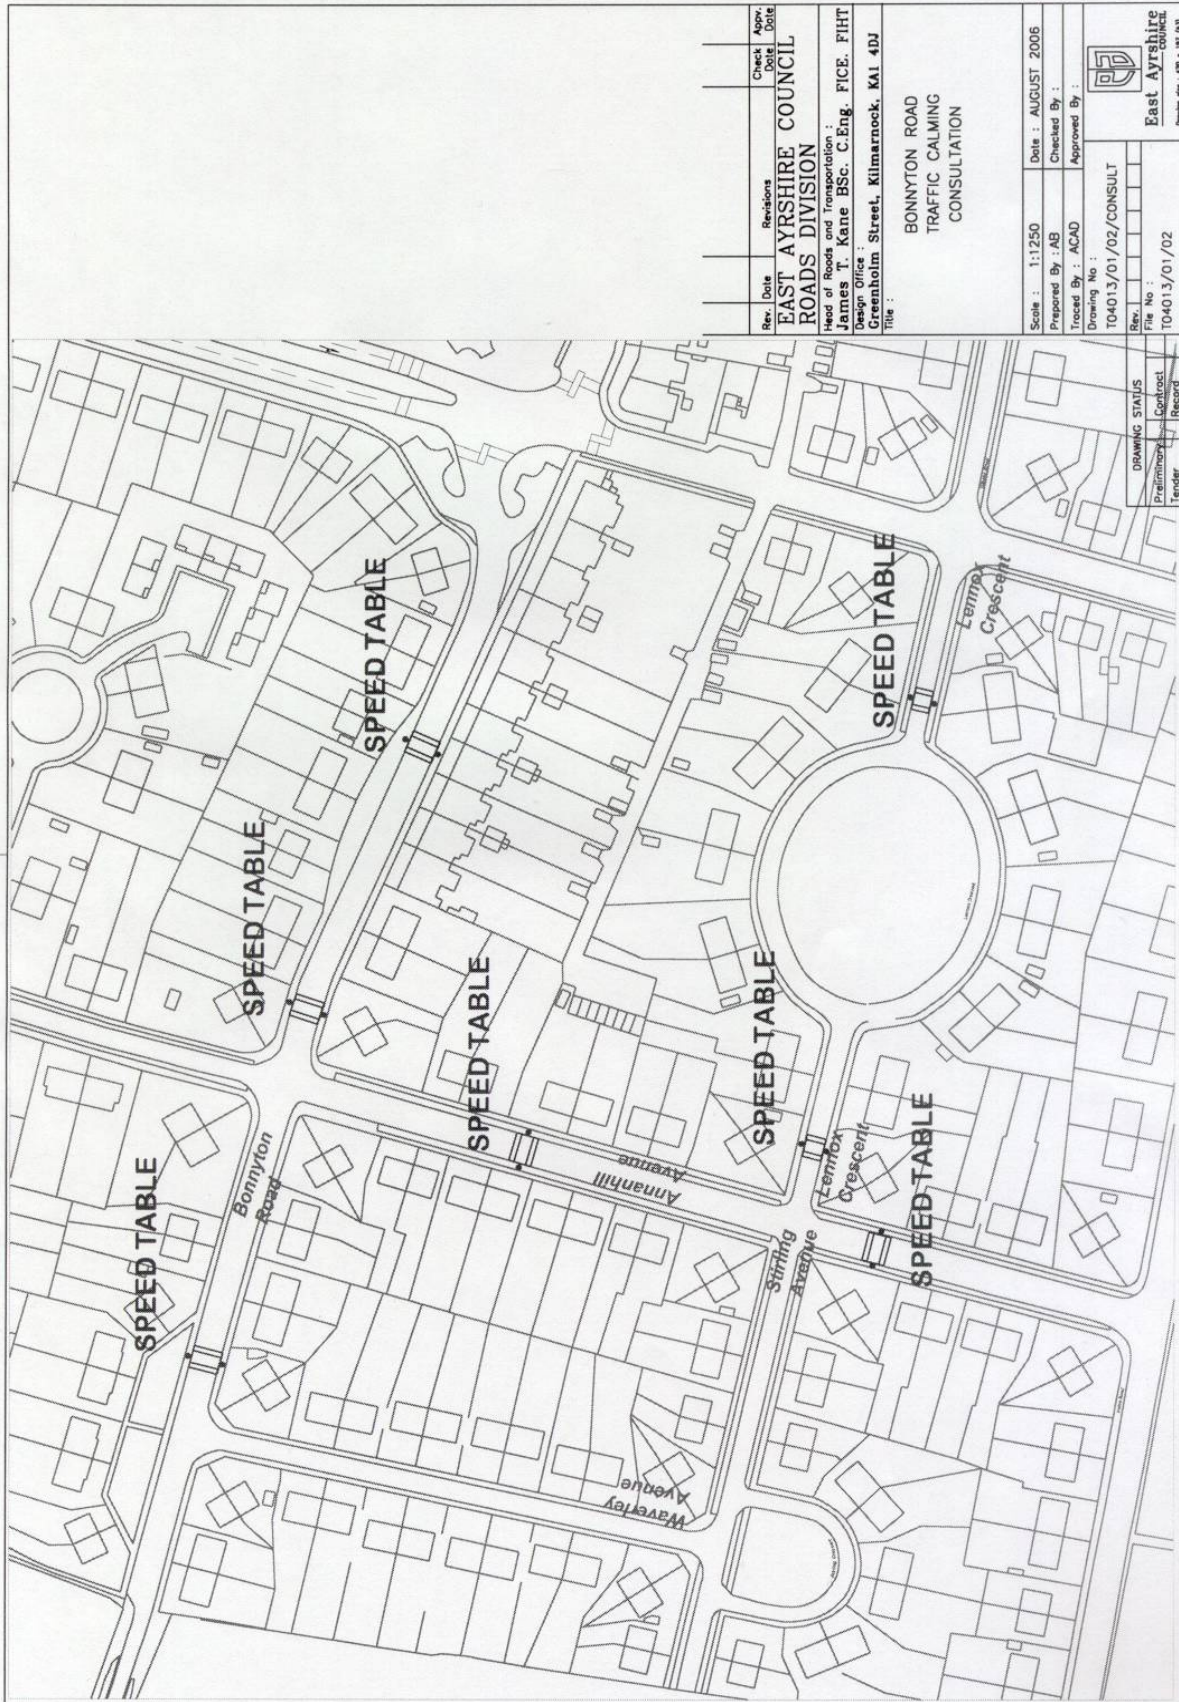 SPEED TABLE
Bonnyton
Road
SPEED TABLE
SPEED TABLE
SPEED TABLE
Annanhill
Avenue
Waverley
Avenue
Stirling
Avenue
SPEED TABLE
Lennox
Crescent
SPEED TABLE
SPEED TABLE
Lennox
Crescent
Rev. Date Revisions Check Date Appv. Date
EAST AYRSHIRE COUNCIL
ROADS DIVISION
Head of Roads and Transportation :
James T. Kane BSc. C.Eng. FICE. FIHT
Design Office :
Greenholm Street, Kilmarnock, KA1 4DJ
Title :
BONNYTON ROAD
TRAFFIC CALMING
CONSULTATION
Scale : 1:1250 Date : AUGUST 2006
Prepared By : AB Checked By :
Traced By : ACAD Approved By :
Drawing No :
T04013/01/02/CONSULT
Rev.
File No :
T04013/01/02
East Ayrshire
COUNCIL
DRAWING STATUS
Preliminary Contract
Tender Record